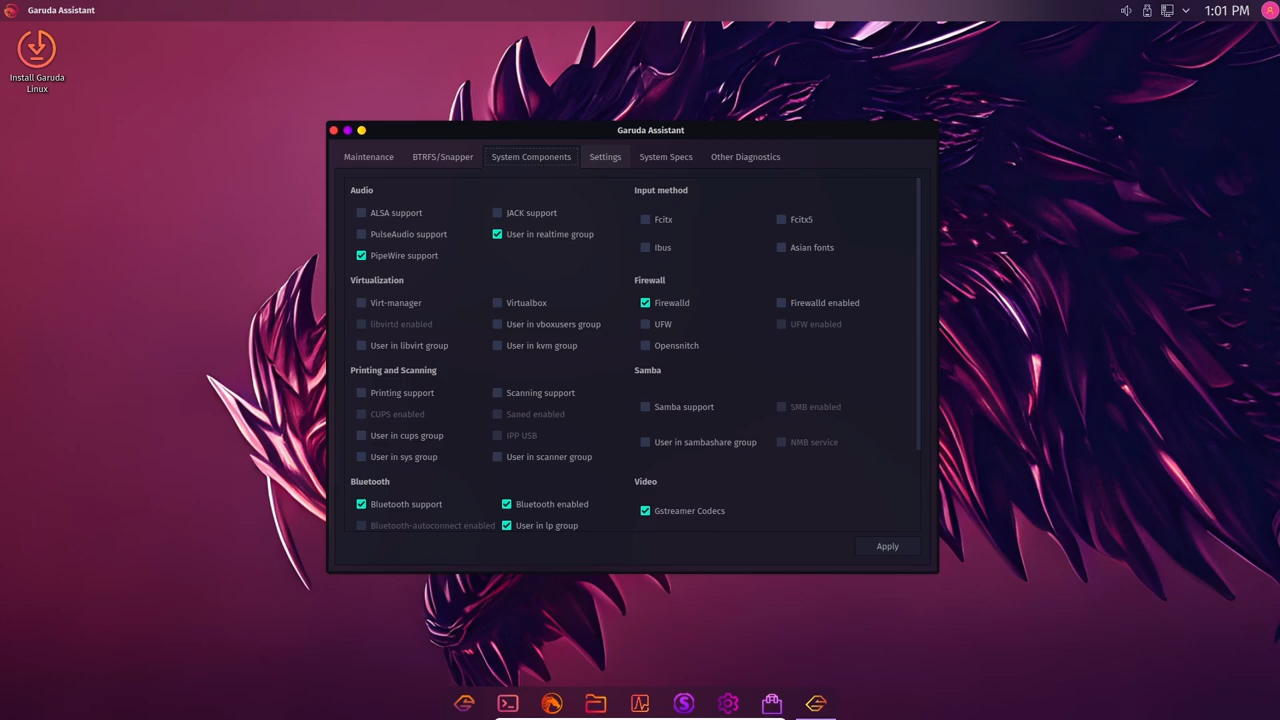 Garuda Assistant
1:01 PM
Install Garuda
Linux
Garuda Assistant
Maintenance
BTRFS/Snapper
System Components
Settings
System Specs
Other Diagnostics
Audio
ALSA support
JACK support
PulseAudio support
User in realtime group
PipeWire support
Virtualization
Virt-manager
Virtualbox
libvirtd enabled
User in vboxusers group
User in libvirt group
User in kvm group
Printing and Scanning
Printing support
Scanning support
CUPS enabled
Saned enabled
User in cups group
IPP USB
User in sys group
User in scanner group
Bluetooth
Bluetooth support
Bluetooth enabled
Bluetooth-autoconnect enabled
User in lp group
Input method
Fcitx
Fcitx5
Ibus
Asian fonts
Firewall
Firewalld
Firewalld enabled
UFW
UFW enabled
Opensnitch
Samba
Samba support
SMB enabled
User in sambashare group
NMB service
Video
Gstreamer Codecs
Apply